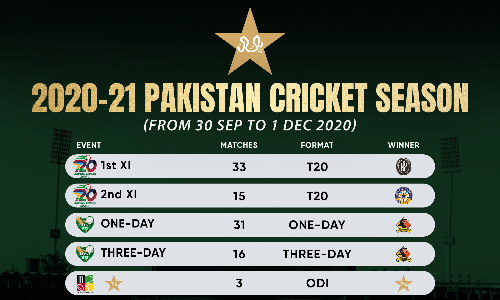 2020-21 PAKISTAN CRICKET SEASON
(FROM 30 SEP TO 1 DEC 2020)
EVENT MATCHES FORMAT WINNER
1st XI 33 T20
2nd XI 15 T20
ONE-DAY 31 ONE-DAY
THREE-DAY 16 THREE-DAY
3 ODI